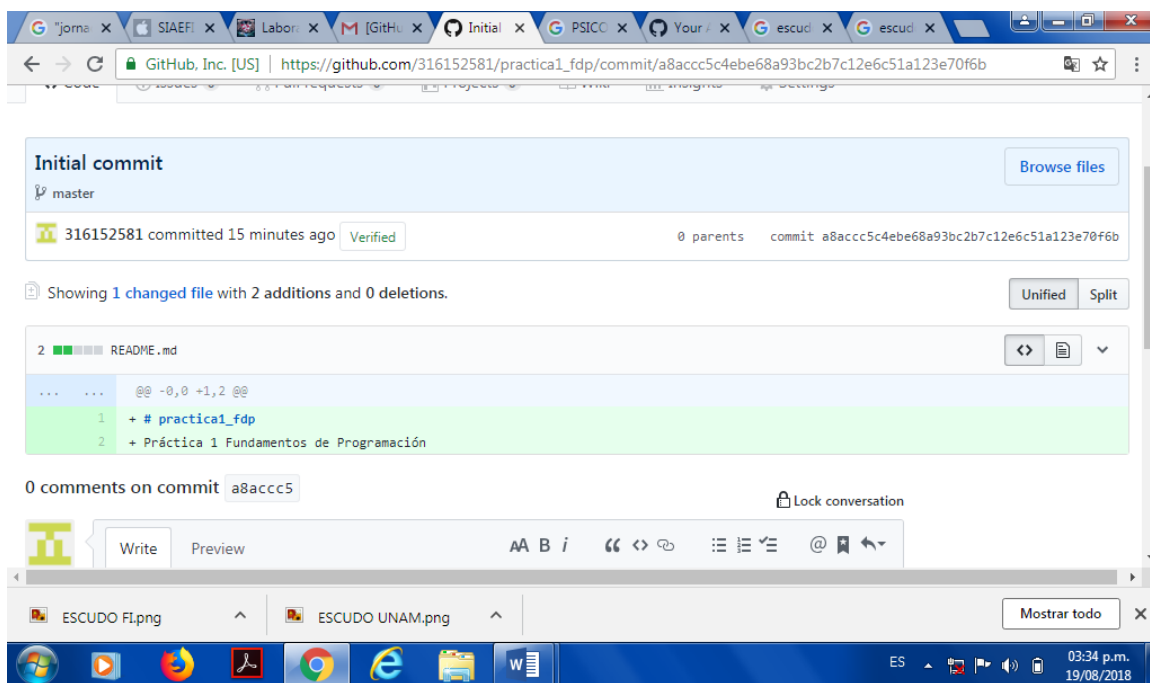 "jorna
SIAEFI
Labora
[GitHu
Initial
PSICO
Your A
escud
escud
GitHub, Inc. [US] | https://github.com/316152581/practica1_fdp/commit/a8accc5c4ebe68a93bc2b7c12e6c51a123e70f6b
Initial commit
Browse files
master
316152581 committed 15 minutes ago Verified
0 parents commit a8accc5c4ebe68a93bc2b7c12e6c51a123e70f6b
Showing 1 changed file with 2 additions and 0 deletions.
Unified Split
2 README.md
... ... @@ -0,0 +1,2 @@
1 + # practica1_fdp
2 + Práctica 1 Fundamentos de Programación
0 comments on commit a8accc5
Lock conversation
Write Preview AA B i “ <> @
ESCUDO FI.png
ESCUDO UNAM.png
Mostrar todo
ES
03:34 p.m.
19/08/2018